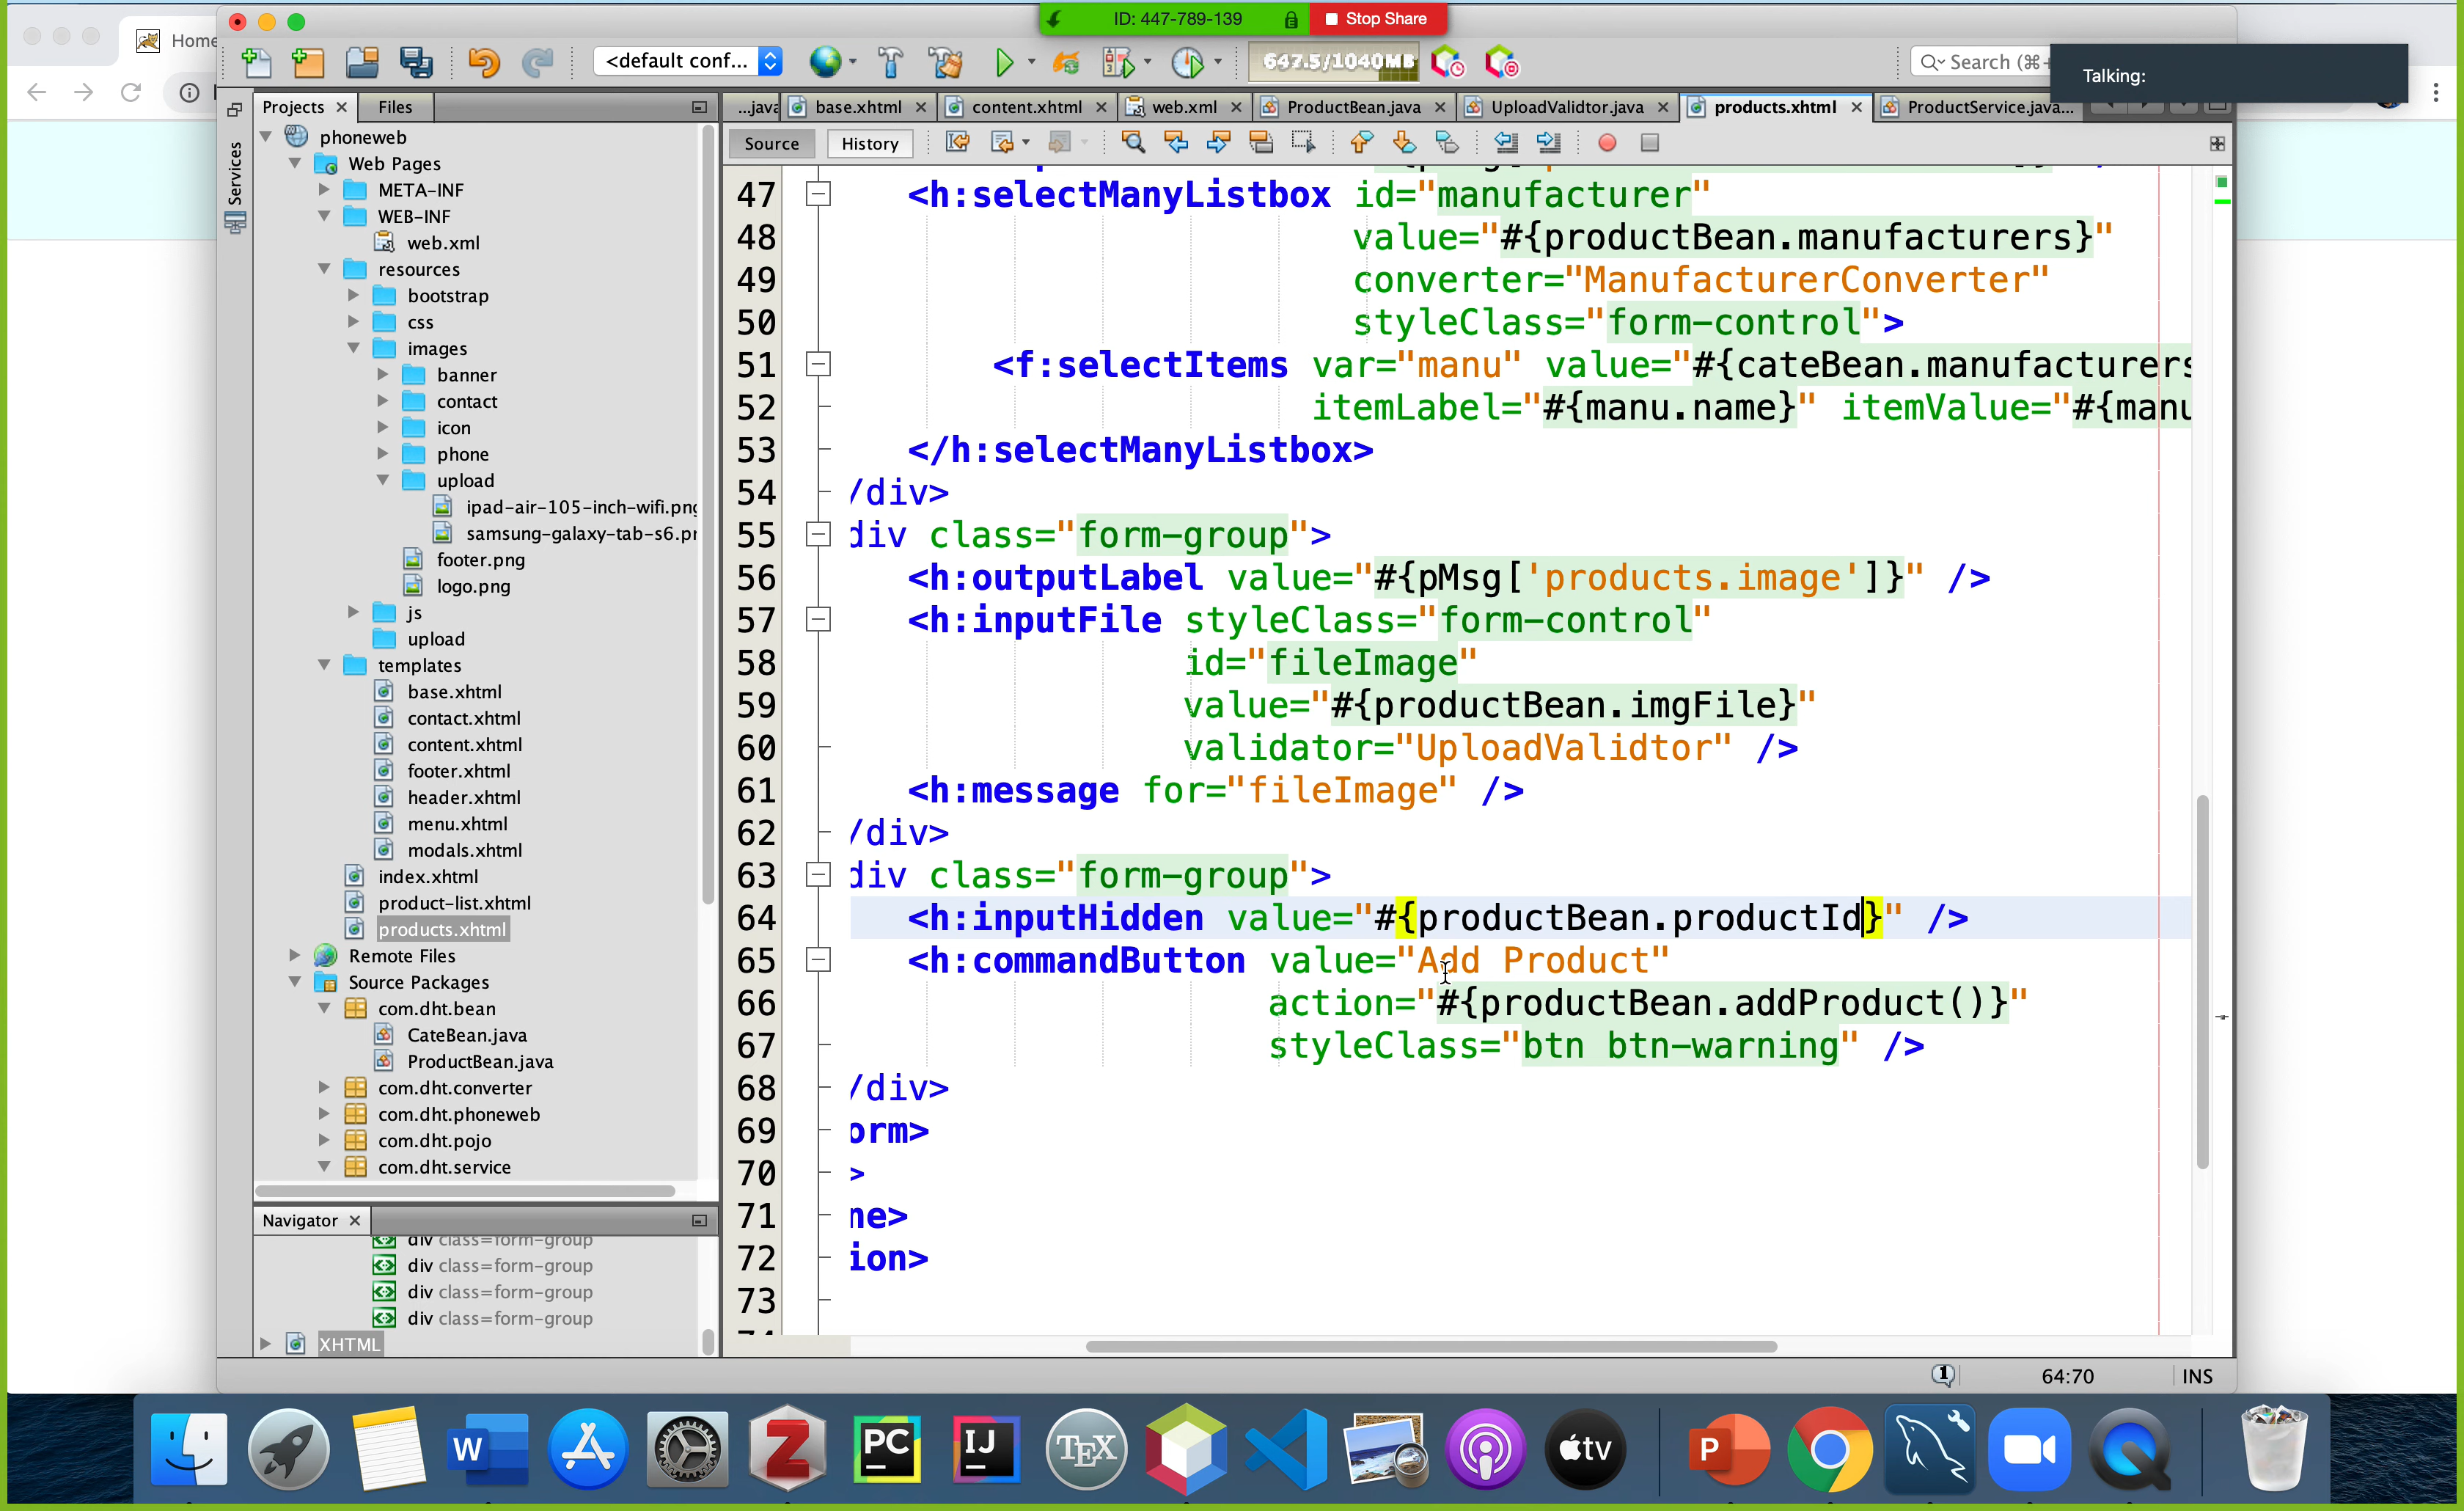 ID: 447-789-139
Stop Share
Home
<default conf...
647.5/1040MB
Search (⌘+
Talking:
Projects
Files
...java
base.xhtml
content.xhtml
web.xml
ProductBean.java
UploadValidtor.java
products.xhtml
ProductService.java...
Source
History
Services
phoneweb
Web Pages
META-INF
WEB-INF
web.xml
resources
bootstrap
css
images
banner
contact
icon
phone
upload
ipad-air-105-inch-wifi.png
samsung-galaxy-tab-s6.pr
footer.png
logo.png
js
upload
templates
base.xhtml
contact.xhtml
content.xhtml
footer.xhtml
header.xhtml
menu.xhtml
modals.xhtml
index.xhtml
product-list.xhtml
products.xhtml
Remote Files
Source Packages
com.dht.bean
CateBean.java
ProductBean.java
com.dht.converter
com.dht.phoneweb
com.dht.pojo
com.dht.service
Navigator
div class=form-group
div class=form-group
div class=form-group
div class=form-group
XHTML
47 <h:selectManyListbox id="manufacturer"
48 value="#{productBean.manufacturers}"
49 converter="ManufacturerConverter"
50 styleClass="form-control">
51 <f:selectItems var="manu" value="#{cateBean.manufacturers
52 itemLabel="#{manu.name}" itemValue="#{manu
53 </h:selectManyListbox>
54 /div>
55 div class="form-group">
56 <h:outputLabel value="#{pMsg['products.image']}" />
57 <h:inputFile styleClass="form-control"
58 id="fileImage"
59 value="#{productBean.imgFile}"
60 validator="UploadValidtor" />
61 <h:message for="fileImage" />
62 /div>
63 div class="form-group">
64 <h:inputHidden value="#{productBean.productId}" />
65 <h:commandButton value="Add Product"
66 action="#{productBean.addProduct()}"
67 styleClass="btn btn-warning" />
68 /div>
69 orm>
70 >
71 ne>
72 ion>
73
1
64:70
INS
W
Z
PC
IJ
TEX
tv
P